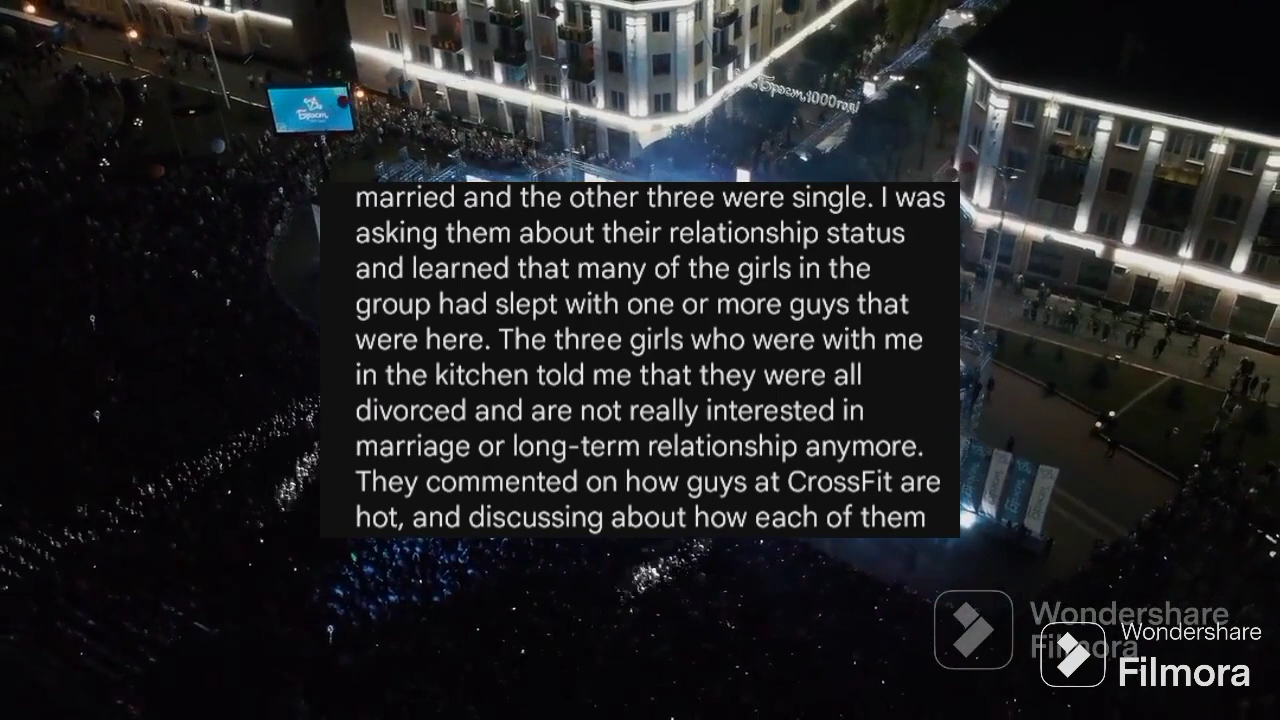 Брэст
Брэст, 1000 год!
married and the other three were single. I was
asking them about their relationship status
and learned that many of the girls in the
group had slept with one or more guys that
were here. The three girls who were with me
in the kitchen told me that they were all
divorced and are not really interested in
marriage or long-term relationship anymore.
They commented on how guys at CrossFit are
hot, and discussing about how each of them
Wondershare
Filmora
Wondershare
Filmora